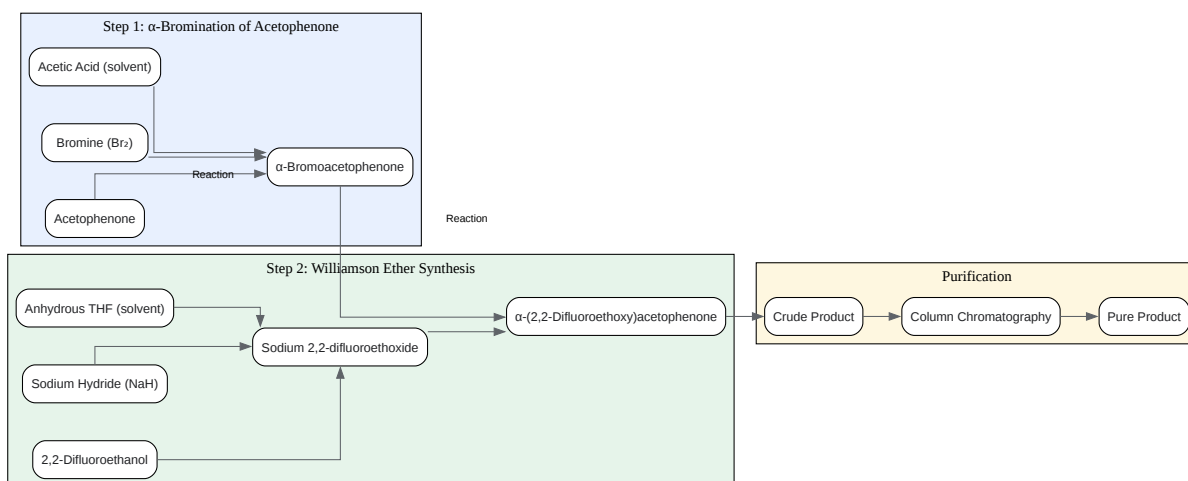 Step 1: α-Bromination of Acetophenone
Acetic Acid (solvent)
Bromine (Br₂)
α-Bromoacetophenone
Reaction
Acetophenone
Reaction
Step 2: Williamson Ether Synthesis
Anhydrous THF (solvent)
Sodium 2,2-difluoroethoxide
α-(2,2-Difluoroethoxy)acetophenone
Sodium Hydride (NaH)
2,2-Difluoroethanol
Purification
Crude Product
Column Chromatography
Pure Product